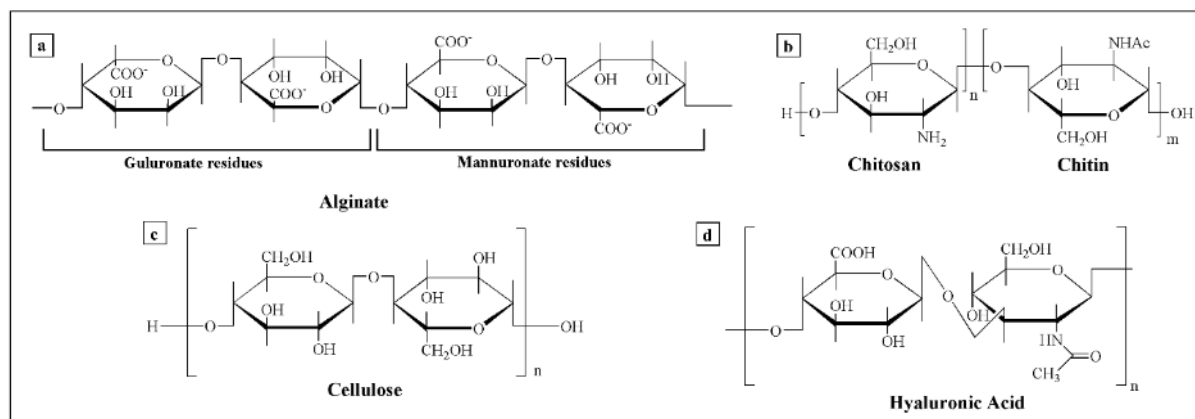 a
COO⁻
O
O
OH
OH
O
OH
OH
COO⁻
O
O
COO⁻
O
OH
OH
O
OH
OH
COO⁻
O
Guluronate residues
Mannuronate residues
Alginate
b
CH₂OH
O
OH
NH₂
H
O
n
O
NHAc
OH
O
CH₂OH
OH
m
Chitosan
Chitin
c
CH₂OH
O
OH
OH
H
O
O
OH
OH
O
CH₂OH
OH
n
Cellulose
d
COOH
O
OH
OH
O
O
CH₂OH
O
OH
HN
O
CH₃
n
Hyaluronic Acid